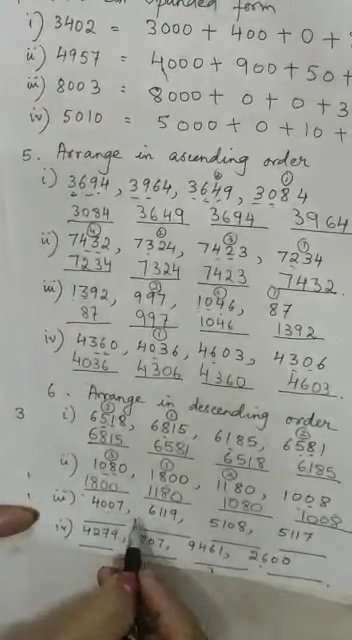 expanded form
i) 3402 = 3000 + 400 + 0 +
ii) 4957 = 4000 + 900 + 50 +
iii) 8003 = 8000 + 0 + 0 + 3
iv) 5010 = 5000 + 0 + 10 +
5. Arrange in ascending order
i) 3694, 3964, 3649, 3084
3084 3649 3694 3964
ii) 7432, 7324, 7423, 7234
7234 7324 7423 7432.
iii) 1392, 997, 1046, 87
87 997 1046 1392
iv) 4360, 4036, 4603, 4306
4036 4306 4360 4603.
6. Arrange in descending order
3 i) 6518, 6815, 6185, 6581
6815 6581 6518 6185
ii) 1080, 1800, 1180, 1008
1800 1180 1080 1008
iii) 4007, 6119, 5108, 5117
iv) 4279, 9461, 2600